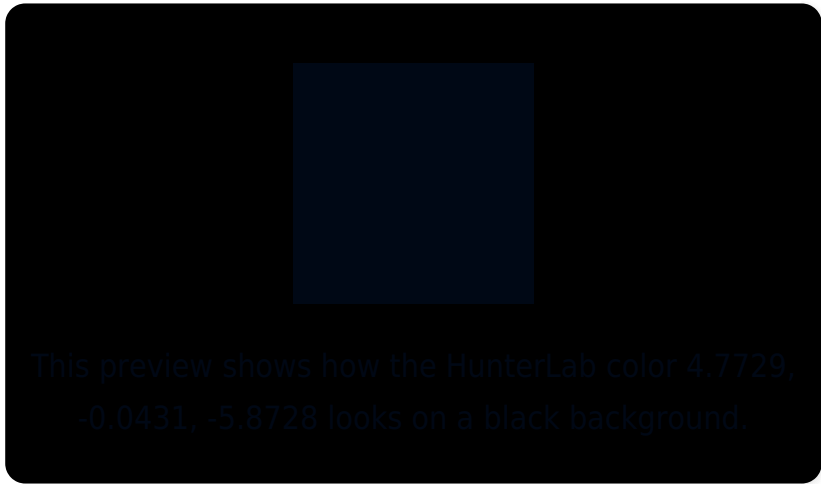 This preview shows how the HunterLab color 4.7729,
-0.0431, -5.8728 looks on a black background.